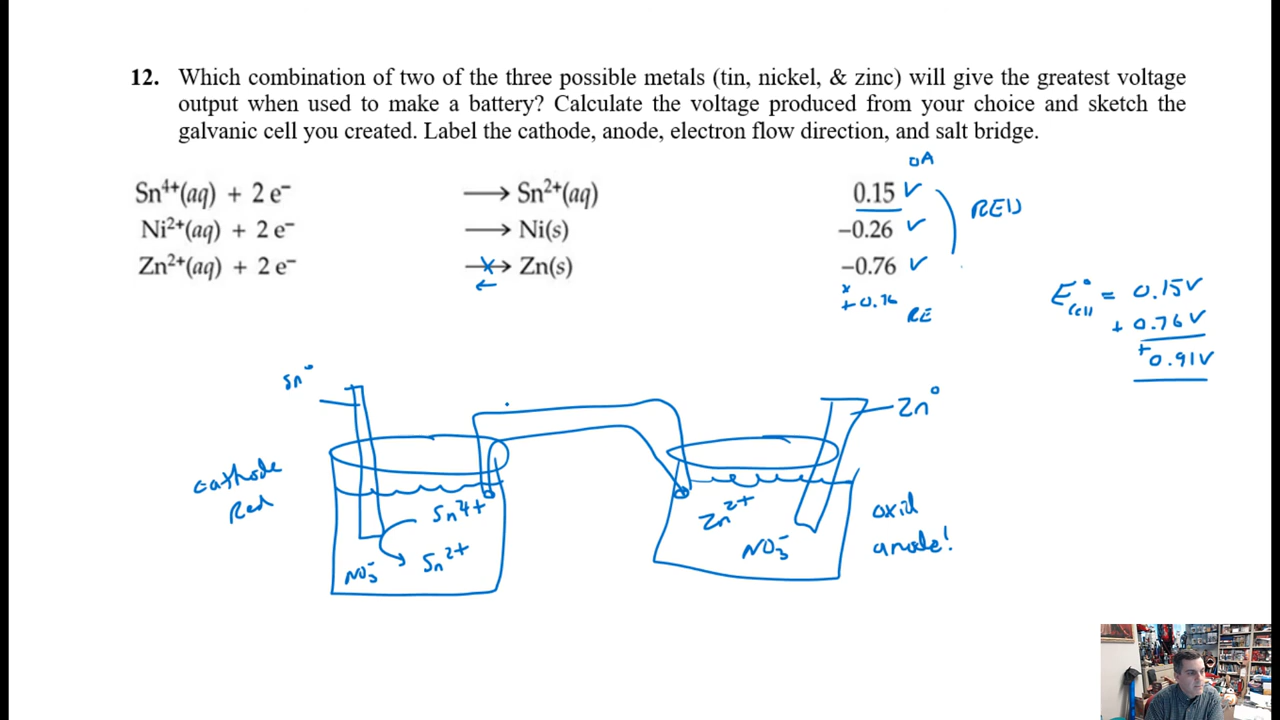 12. Which combination of two of the three possible metals (tin, nickel, & zinc) will give the greatest voltage
output when used to make a battery? Calculate the voltage produced from your choice and sketch the
galvanic cell you created. Label the cathode, anode, electron flow direction, and salt bridge.
OA
Sn⁴⁺(aq) + 2 e⁻ ⟶ Sn²⁺(aq) 0.15 V
RED
Ni²⁺(aq) + 2 e⁻ ⟶ Ni(s) −0.26 V
Zn²⁺(aq) + 2 e⁻ ⟶ Zn(s) −0.76 V
←
+0.76
RE
E°cell = 0.15V
+ 0.76V
+0.91V
Sn°
Zn°
cathode
Red
Sn4+
Sn2+
NO3-
Zn2+
NO3-
oxid
anode!